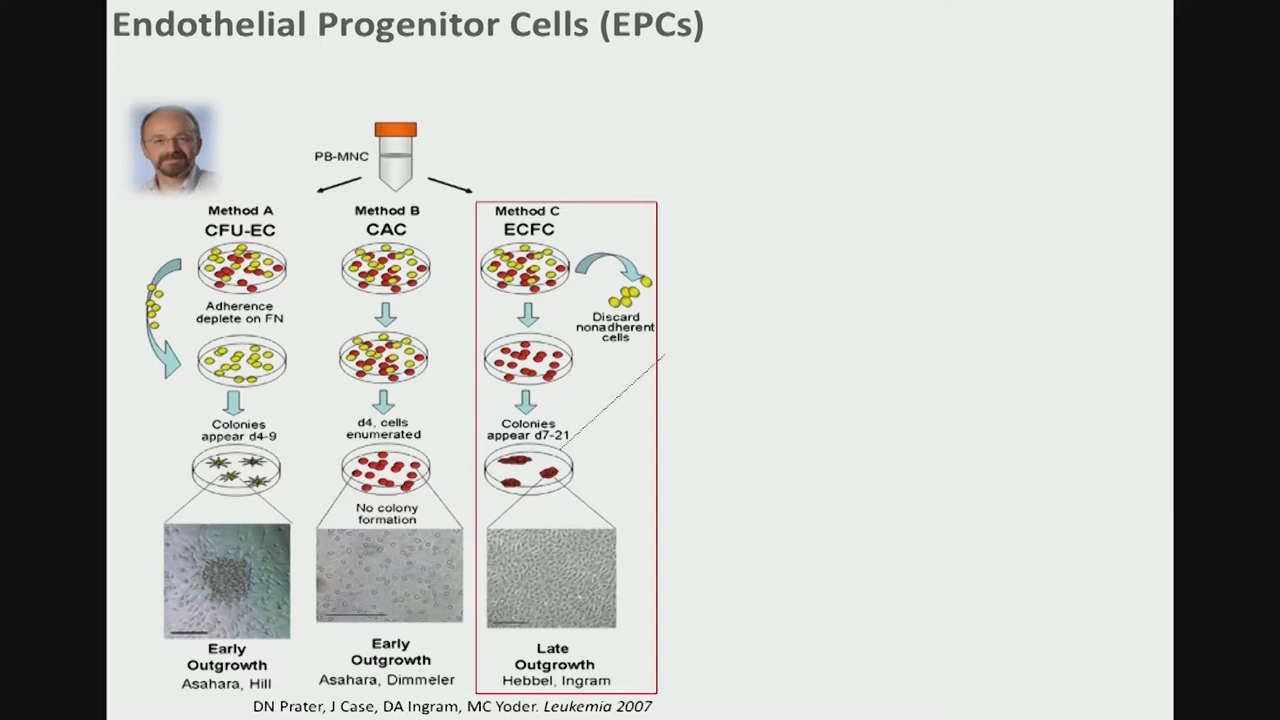 Endothelial Progenitor Cells (EPCs)
PB-MNC
Method A
CFU-EC
Adherence
deplete on FN
Colonies
appear d4-9
Early
Outgrowth
Asahara, Hill
Method B
CAC
d4, cells
enumerated
No colony
formation
Early
Outgrowth
Asahara, Dimmeler
Method C
ECFC
Discard
nonadherent
cells
Colonies
appear d7-21
Late
Outgrowth
Hebbel, Ingram
DN Prater, J Case, DA Ingram, MC Yoder. Leukemia 2007